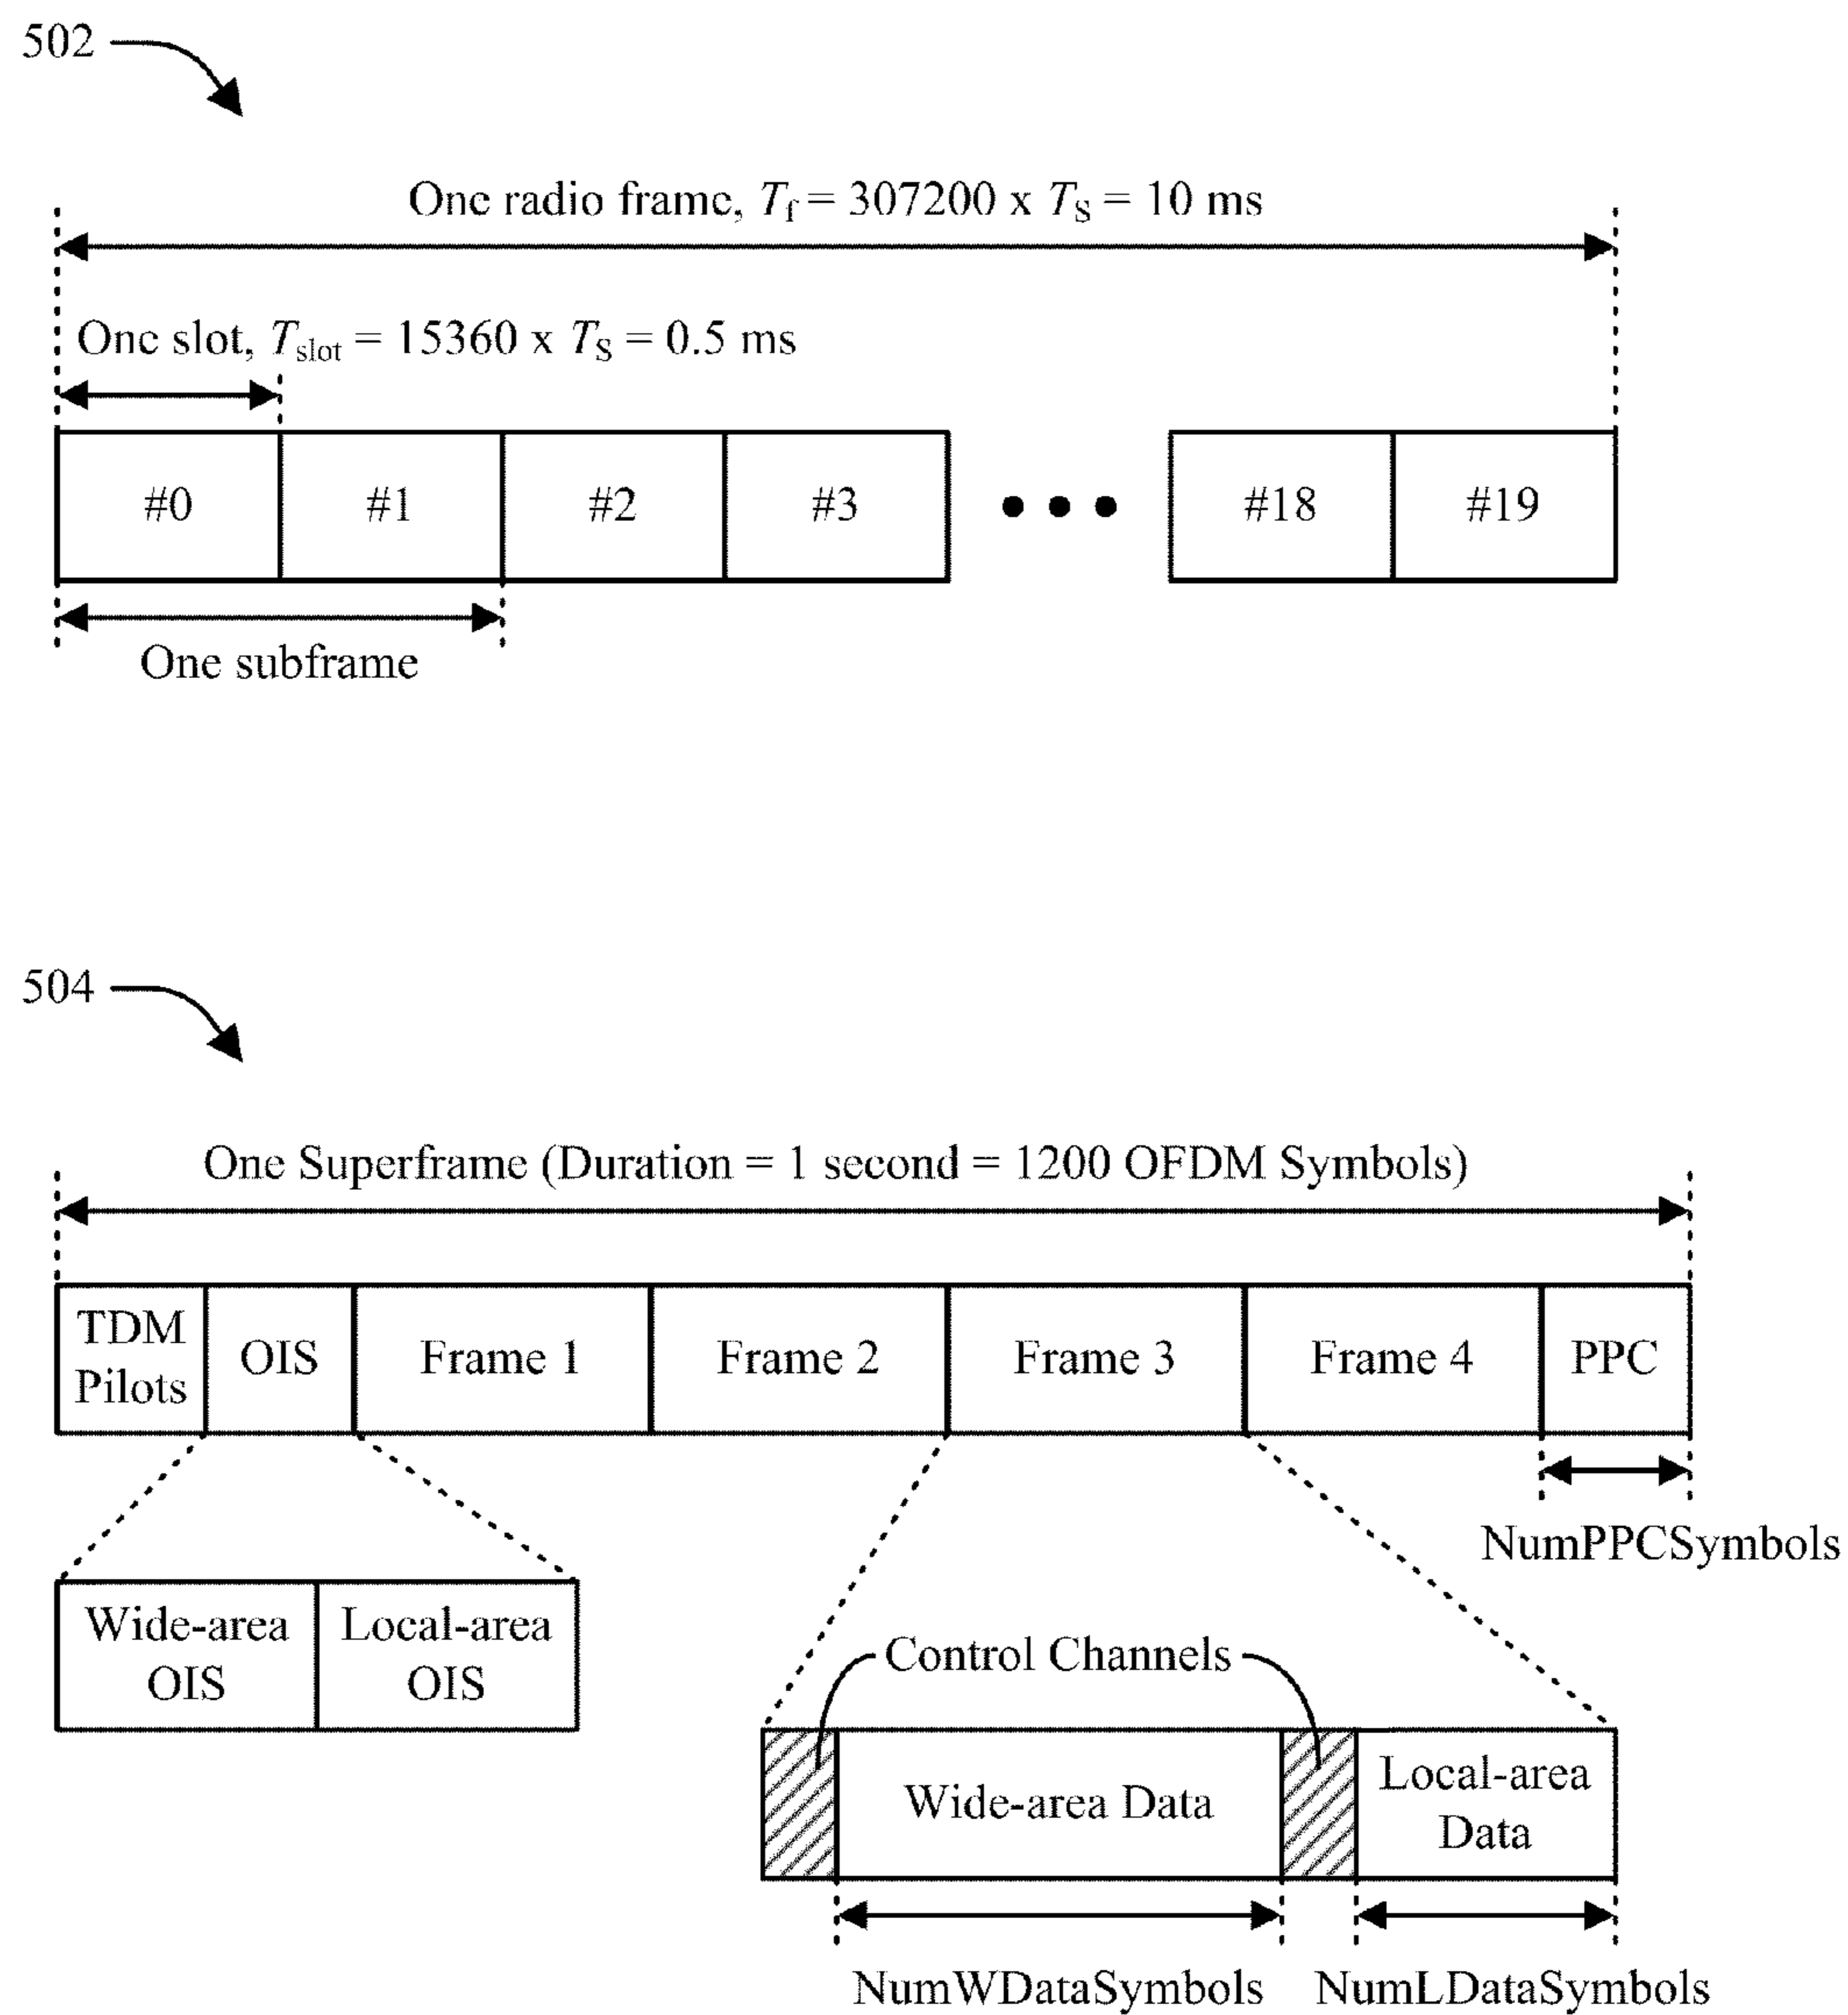 502
One radio frame, Tf = 307200 x TS = 10 ms
One slot, Tslot = 15360 x TS = 0.5 ms
#0 #1 #2 #3 ••• #18 #19
One subframe
504
One Superframe (Duration = 1 second = 1200 OFDM Symbols)
TDM
Pilots
OIS
Frame 1
Frame 2
Frame 3
Frame 4
PPC
NumPPCSymbols
Wide-area
OIS
Local-area
OIS
Control Channels
Wide-area Data
Local-area
Data
NumWDataSymbols
NumLDataSymbols